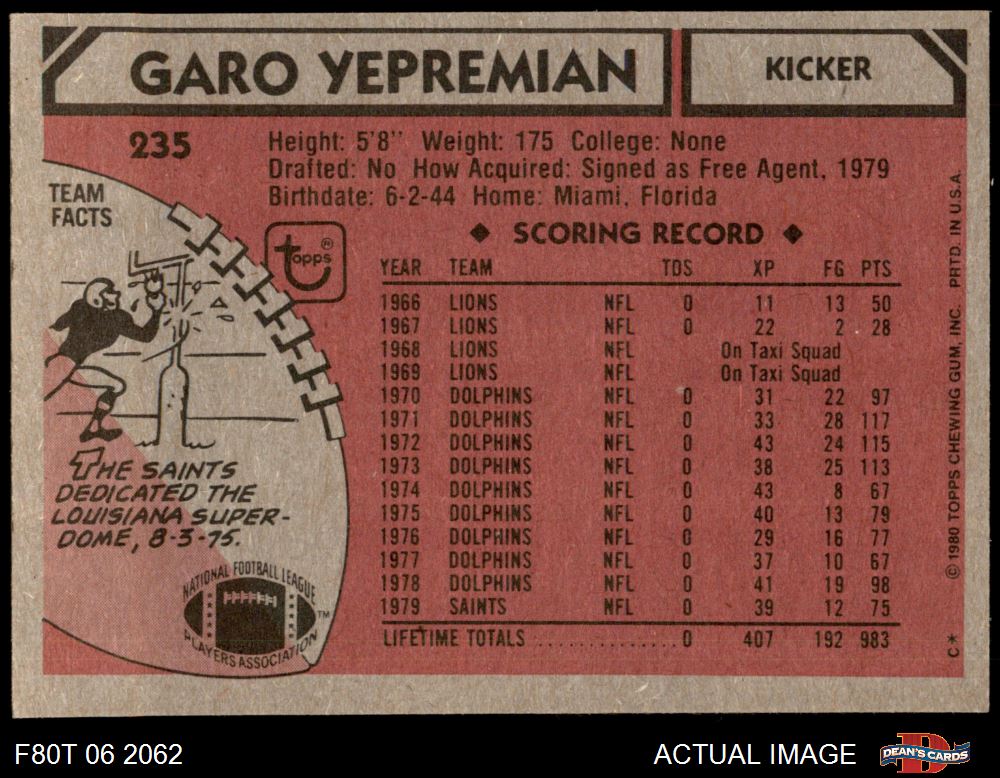 GARO YEPREMIAN
KICKER
235
Height: 5'8" Weight: 175 College: None
Drafted: No How Acquired: Signed as Free Agent, 1979
Birthdate: 6-2-44 Home: Miami, Florida
TEAM
FACTS
topps®
◆ SCORING RECORD ◆
YEAR TEAM TDS XP FG PTS
1966 LIONS NFL 0 11 13 50
1967 LIONS NFL 0 22 2 28
1968 LIONS NFL On Taxi Squad
1969 LIONS NFL On Taxi Squad
1970 DOLPHINS NFL 0 31 22 97
1971 DOLPHINS NFL 0 33 28 117
1972 DOLPHINS NFL 0 43 24 115
1973 DOLPHINS NFL 0 38 25 113
1974 DOLPHINS NFL 0 43 8 67
1975 DOLPHINS NFL 0 40 13 79
1976 DOLPHINS NFL 0 29 16 77
1977 DOLPHINS NFL 0 37 10 67
1978 DOLPHINS NFL 0 41 19 98
1979 SAINTS NFL 0 39 12 75
LIFETIME TOTALS ............... 0 407 192 983
THE SAINTS
DEDICATED THE
LOUISIANA SUPER-
DOME, 8-3-75.
NATIONAL FOOTBALL LEAGUE
PLAYERS ASSOCIATION
TM
© 1980 TOPPS CHEWING GUM, INC. PRTD. IN U.S.A.
C*
F80T 06 2062
ACTUAL IMAGE
DEAN'S CARDS